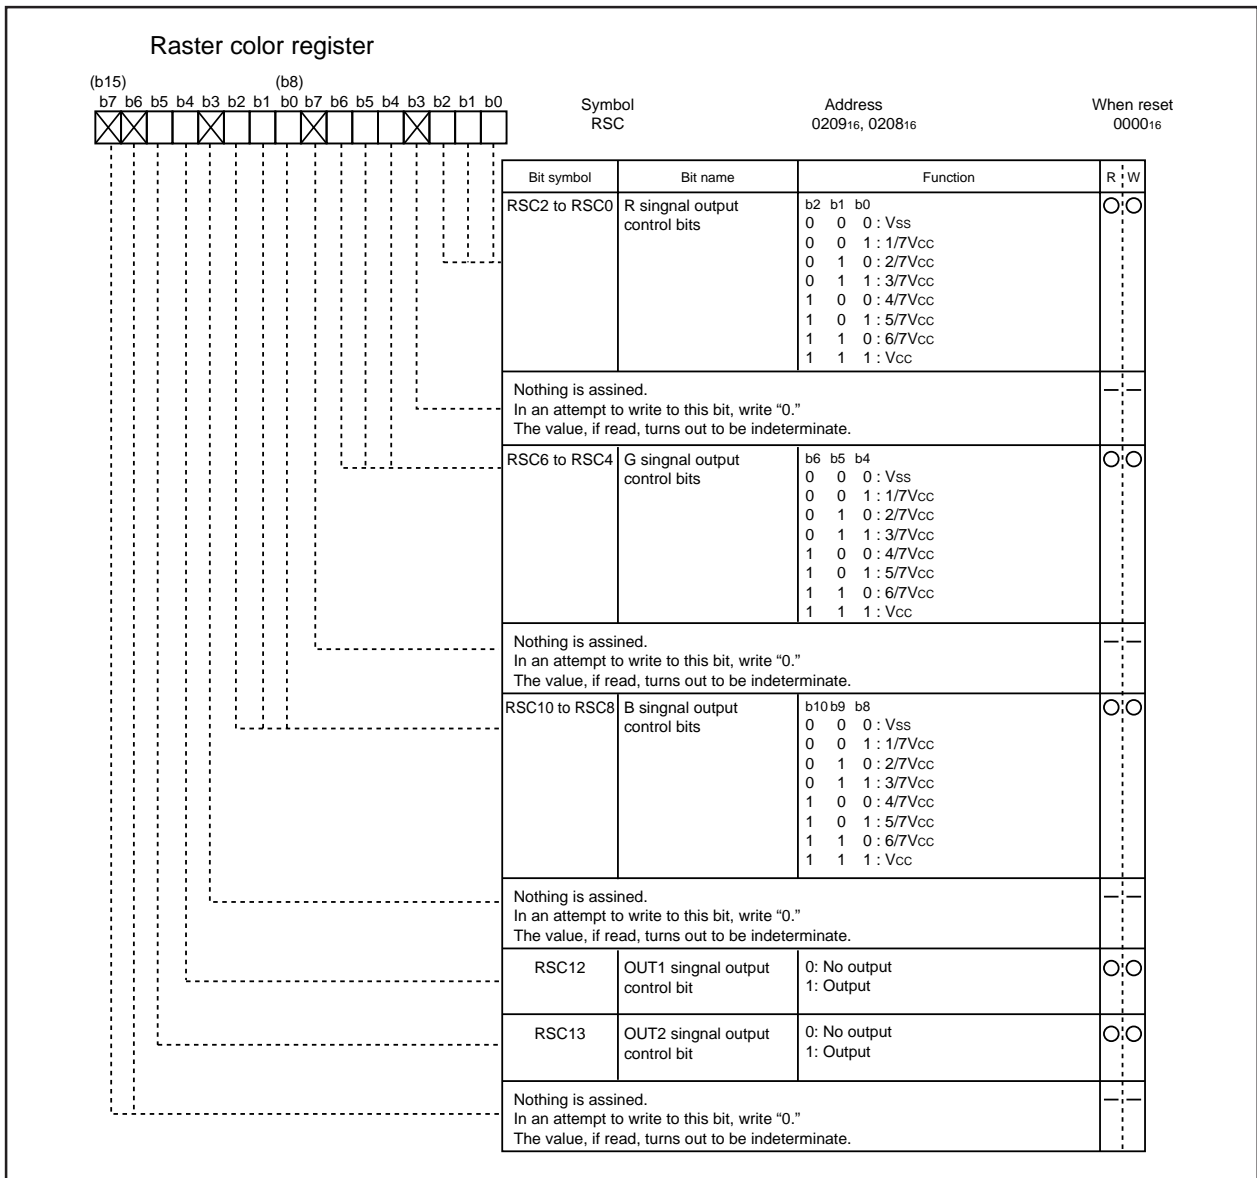 Raster color register
(b15) (b8)
b7 b6 b5 b4 b3 b2 b1 b0 b7 b6 b5 b4 b3 b2 b1 b0
Symbol Address When reset
RSC 020916, 020816 000016
Bit symbol Bit name Function R W
RSC2 to RSC0 R singnal output control bits
b2 b1 b0
0 0 0 : Vss
0 0 1 : 1/7Vcc
0 1 0 : 2/7Vcc
0 1 1 : 3/7Vcc
1 0 0 : 4/7Vcc
1 0 1 : 5/7Vcc
1 1 0 : 6/7Vcc
1 1 1 : Vcc
Nothing is assined.
In an attempt to write to this bit, write “0.”
The value, if read, turns out to be indeterminate.
RSC6 to RSC4 G singnal output control bits
b6 b5 b4
0 0 0 : Vss
0 0 1 : 1/7Vcc
0 1 0 : 2/7Vcc
0 1 1 : 3/7Vcc
1 0 0 : 4/7Vcc
1 0 1 : 5/7Vcc
1 1 0 : 6/7Vcc
1 1 1 : Vcc
Nothing is assined.
In an attempt to write to this bit, write “0.”
The value, if read, turns out to be indeterminate.
RSC10 to RSC8 B singnal output control bits
b10 b9 b8
0 0 0 : Vss
0 0 1 : 1/7Vcc
0 1 0 : 2/7Vcc
0 1 1 : 3/7Vcc
1 0 0 : 4/7Vcc
1 0 1 : 5/7Vcc
1 1 0 : 6/7Vcc
1 1 1 : Vcc
Nothing is assined.
In an attempt to write to this bit, write “0.”
The value, if read, turns out to be indeterminate.
RSC12 OUT1 singnal output control bit
0: No output
1: Output
RSC13 OUT2 singnal output control bit
0: No output
1: Output
Nothing is assined.
In an attempt to write to this bit, write “0.”
The value, if read, turns out to be indeterminate.